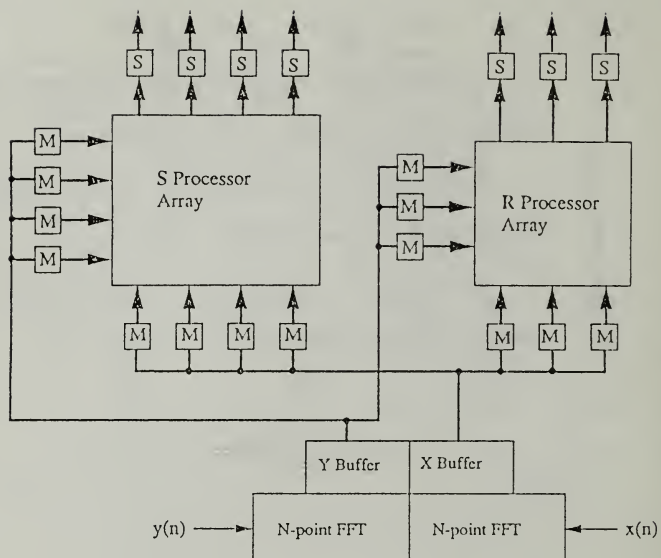 S S S S
S S S
M
M
M
M
S Processor
Array
M
M
M
R Processor
Array
M M M M
M M M
Y Buffer
X Buffer
y(n)
N-point FFT
N-point FFT
x(n)